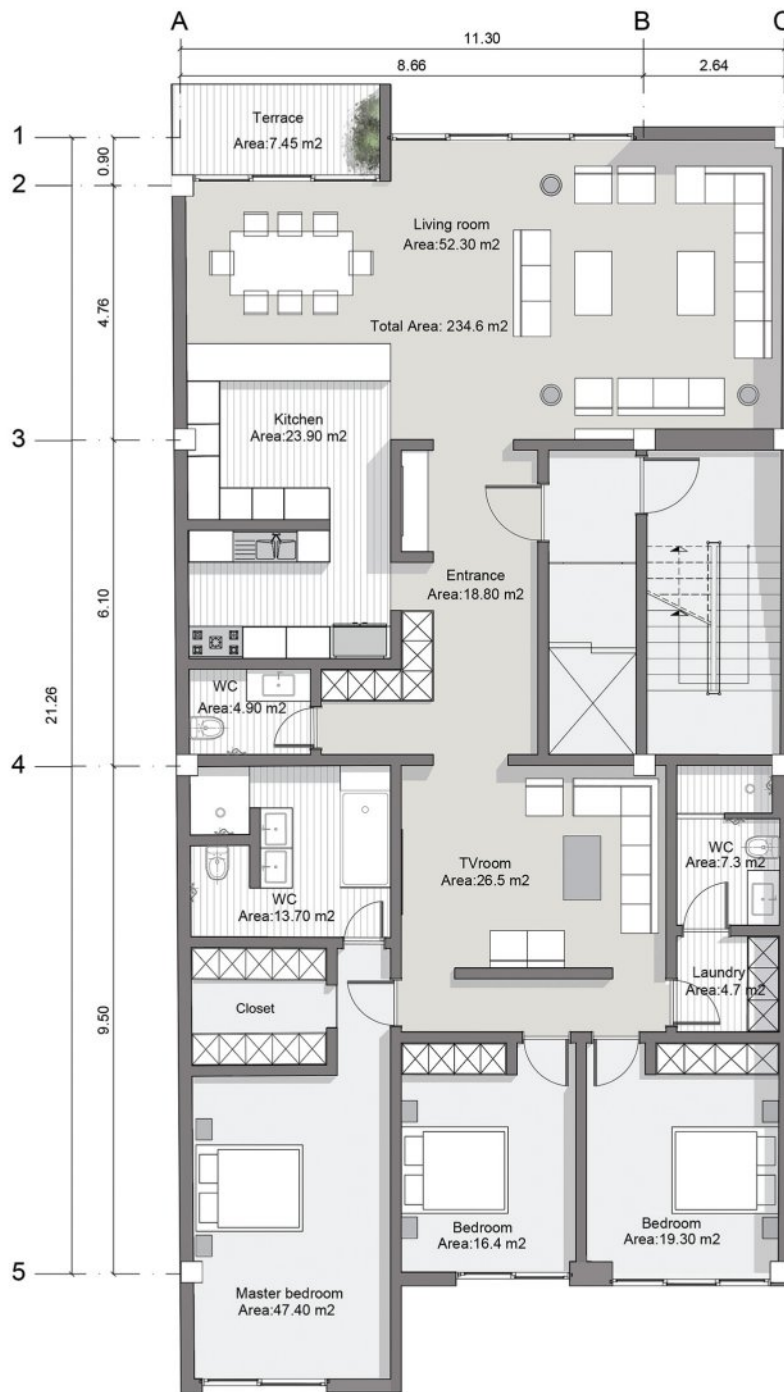 A
B
C
11.30
8.66
2.64
1
2
3
4
5
0.90
4.76
6.10
9.50
21.26
Terrace
Area:7.45 m2
Living room
Area:52.30 m2
Total Area: 234.6 m2
Kitchen
Area:23.90 m2
Entrance
Area:18.80 m2
WC
Area:4.90 m2
TVroom
Area:26.5 m2
WC
Area:7.3 m2
WC
Area:13.70 m2
Laundry
Area:4.7 m2
Closet
Bedroom
Area:16.4 m2
Bedroom
Area:19.30 m2
Master bedroom
Area:47.40 m2